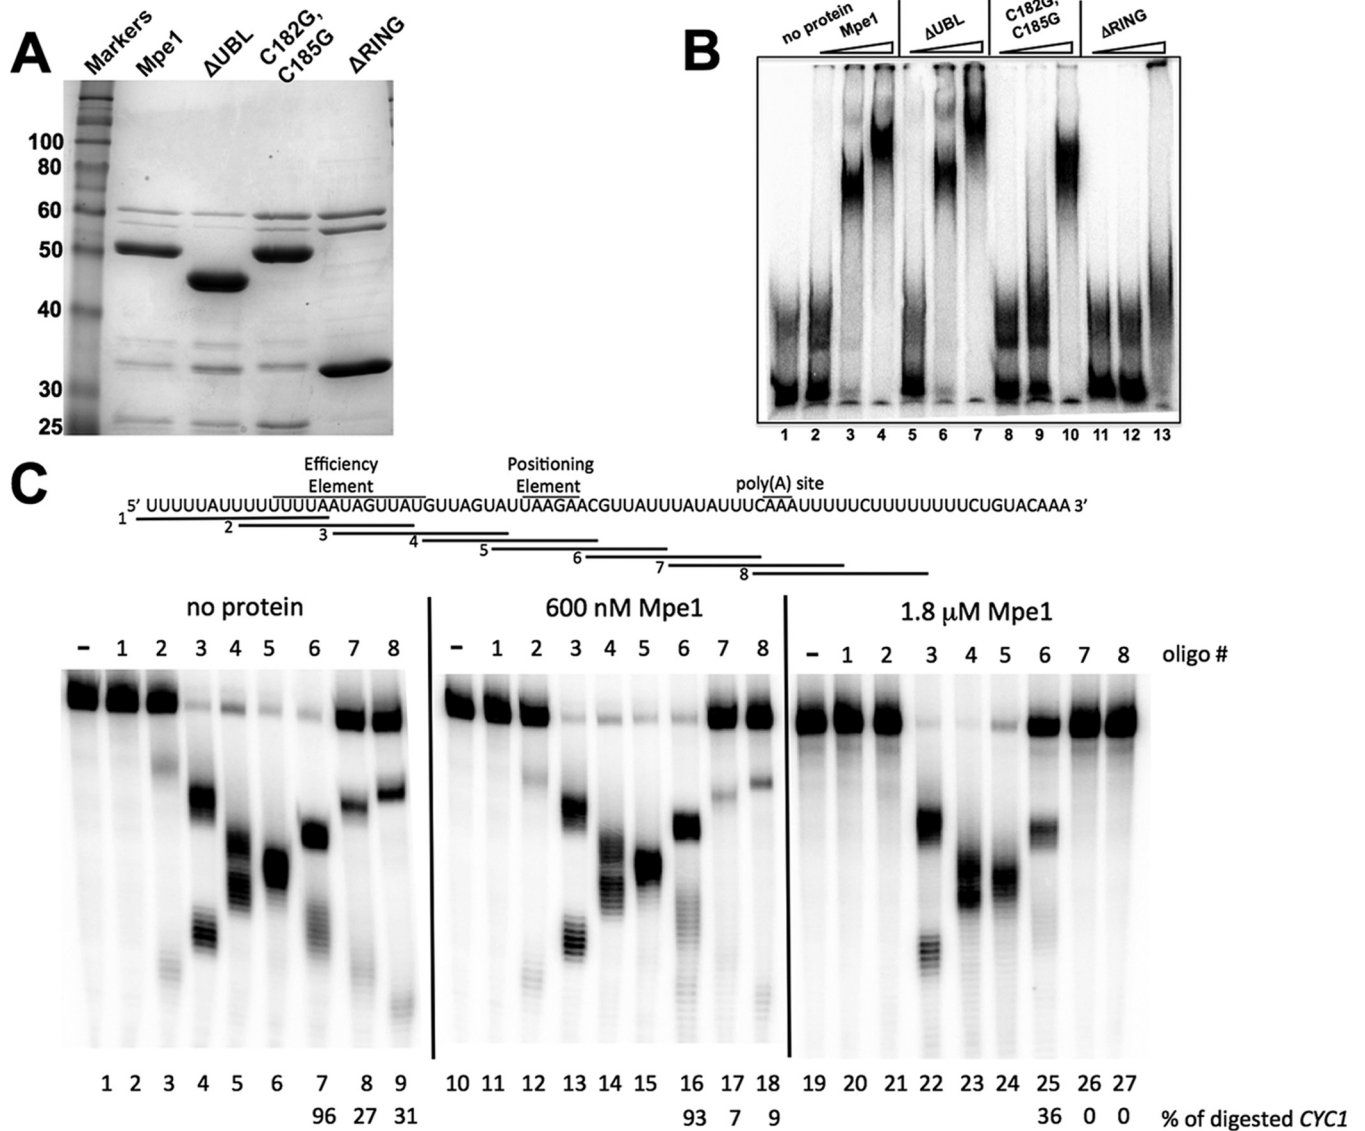 A
Markers
Mpe1
ΔUBL
C182G,
C185G
ΔRING
100
80
60
50
40
30
25
B
no protein
Mpe1
ΔUBL
C182G,
C185G
ΔRING
1 2 3 4 5 6 7 8 9 10 11 12 13
C
Efficiency
Element
Positioning
Element
poly(A) site
5′ UUUUUAUUUUUUUUUAAUAGUUAUGUUAGUAUUAAGAACGUUAUUUAUAUUUCAAAUUUUUCUUUUUUUUCUGUACAAA 3′
1
2
3
4
5
6
7
8
no protein
600 nM Mpe1
1.8 μM Mpe1
– 1 2 3 4 5 6 7 8
– 1 2 3 4 5 6 7 8
– 1 2 3 4 5 6 7 8 oligo #
1 2 3 4 5 6 7 8 9 10 11 12 13 14 15 16 17 18 19 20 21 22 23 24 25 26 27
96 27 31 93 7 9 36 0 0 % of digested CYC1